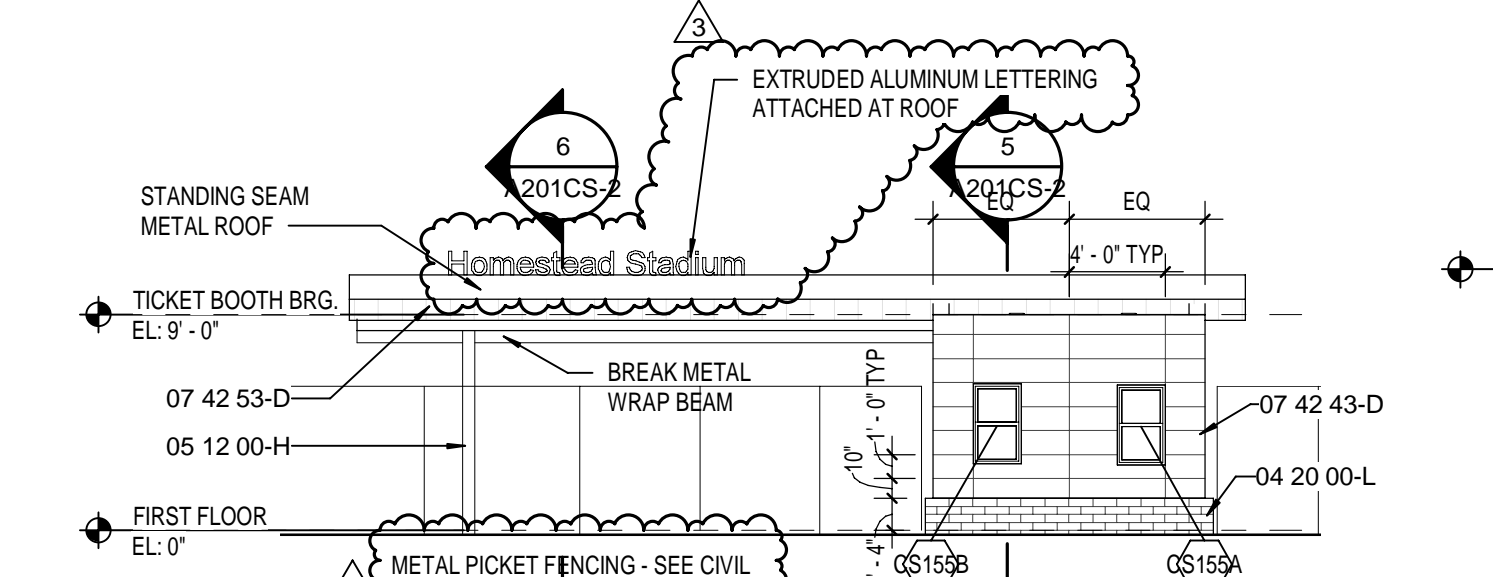 3
EXTRUDED ALUMINUM LETTERING
ATTACHED AT ROOF
6
A201CS-2
5
A201CS-2
STANDING SEAM
METAL ROOF
EQ
EQ
4' - 0" TYP
Homestead Stadium
TICKET BOOTH BRG.
EL: 9' - 0"
BREAK METAL
WRAP BEAM
07 42 53-D
05 12 00-H
1' - 0" TYP
10"
07 42 43-D
04 20 00-L
FIRST FLOOR
EL: 0"
METAL PICKET FENCING - SEE CIVIL
CS155B
CS155A